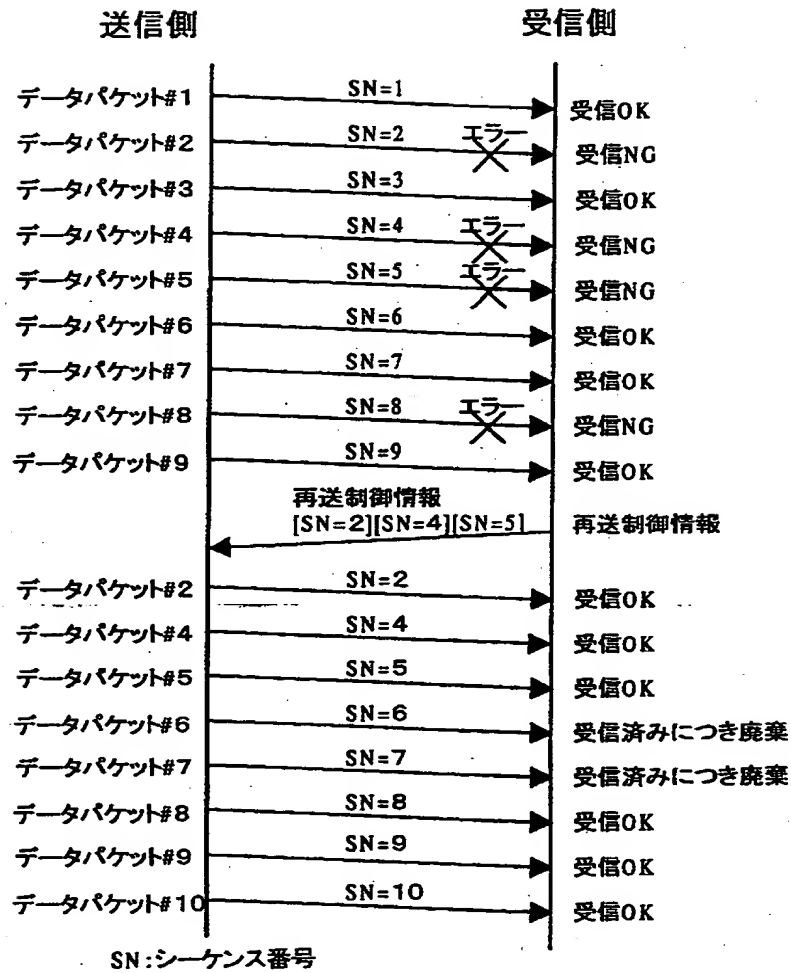 送信側 受信側
データパケット#1 SN=1 受信OK
データパケット#2 SN=2 エラー 受信NG
データパケット#3 SN=3 受信OK
データパケット#4 SN=4 エラー 受信NG
データパケット#5 SN=5 エラー 受信NG
データパケット#6 SN=6 受信OK
データパケット#7 SN=7 受信OK
データパケット#8 SN=8 エラー 受信NG
データパケット#9 SN=9 受信OK
再送制御情報
[SN=2][SN=4][SN=5] 再送制御情報
データパケット#2 SN=2 受信OK
データパケット#4 SN=4 受信OK
データパケット#5 SN=5 受信OK
データパケット#6 SN=6 受信済みにつき廃棄
データパケット#7 SN=7 受信済みにつき廃棄
データパケット#8 SN=8 受信OK
データパケット#9 SN=9 受信OK
データパケット#10 SN=10 受信OK
SN:シーケンス番号